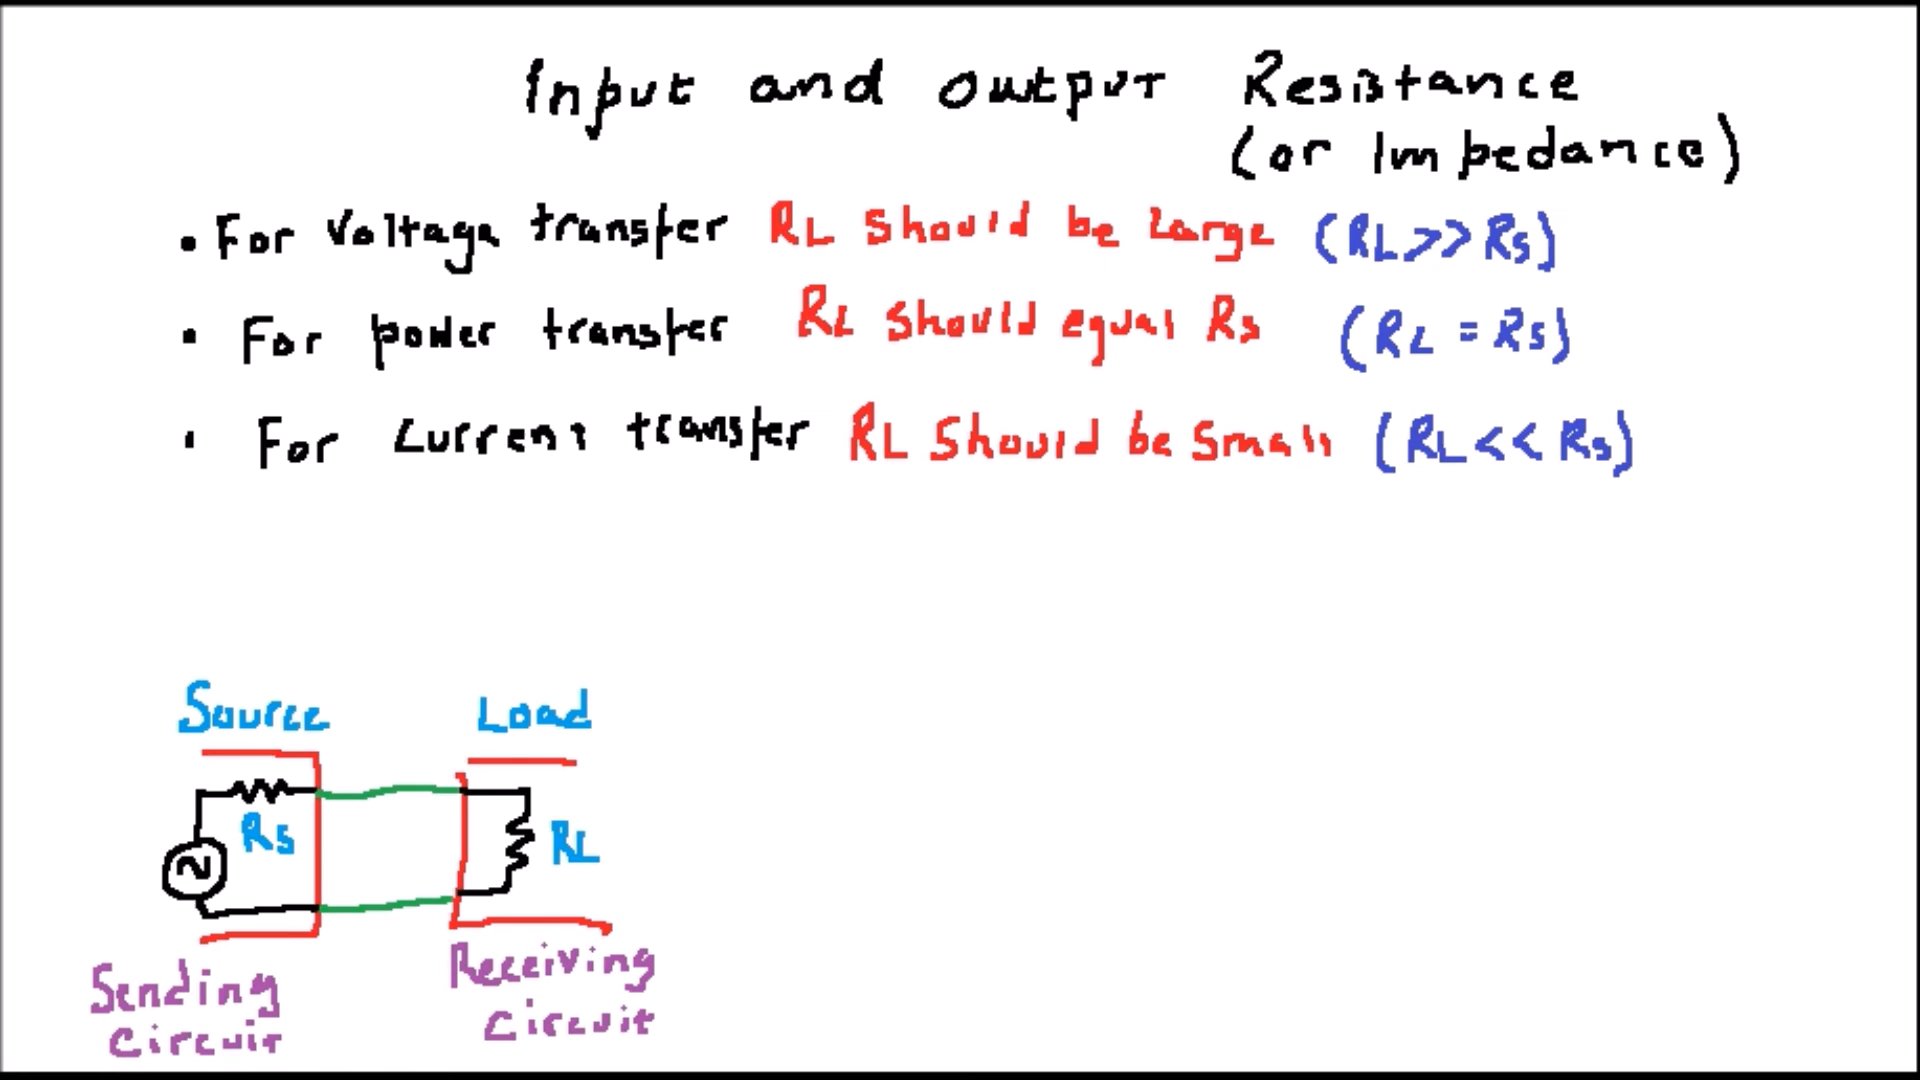 Input and output Resistance
(or Impedance)
• For Voltage transfer RL should be Large (RL>>Rs)
• For power transfer RL should equal Rs (RL = Rs)
• For Current transfer RL should be small (RL<<Rs)
Source Load
Rs RL
Sending Receiving
circuit circuit